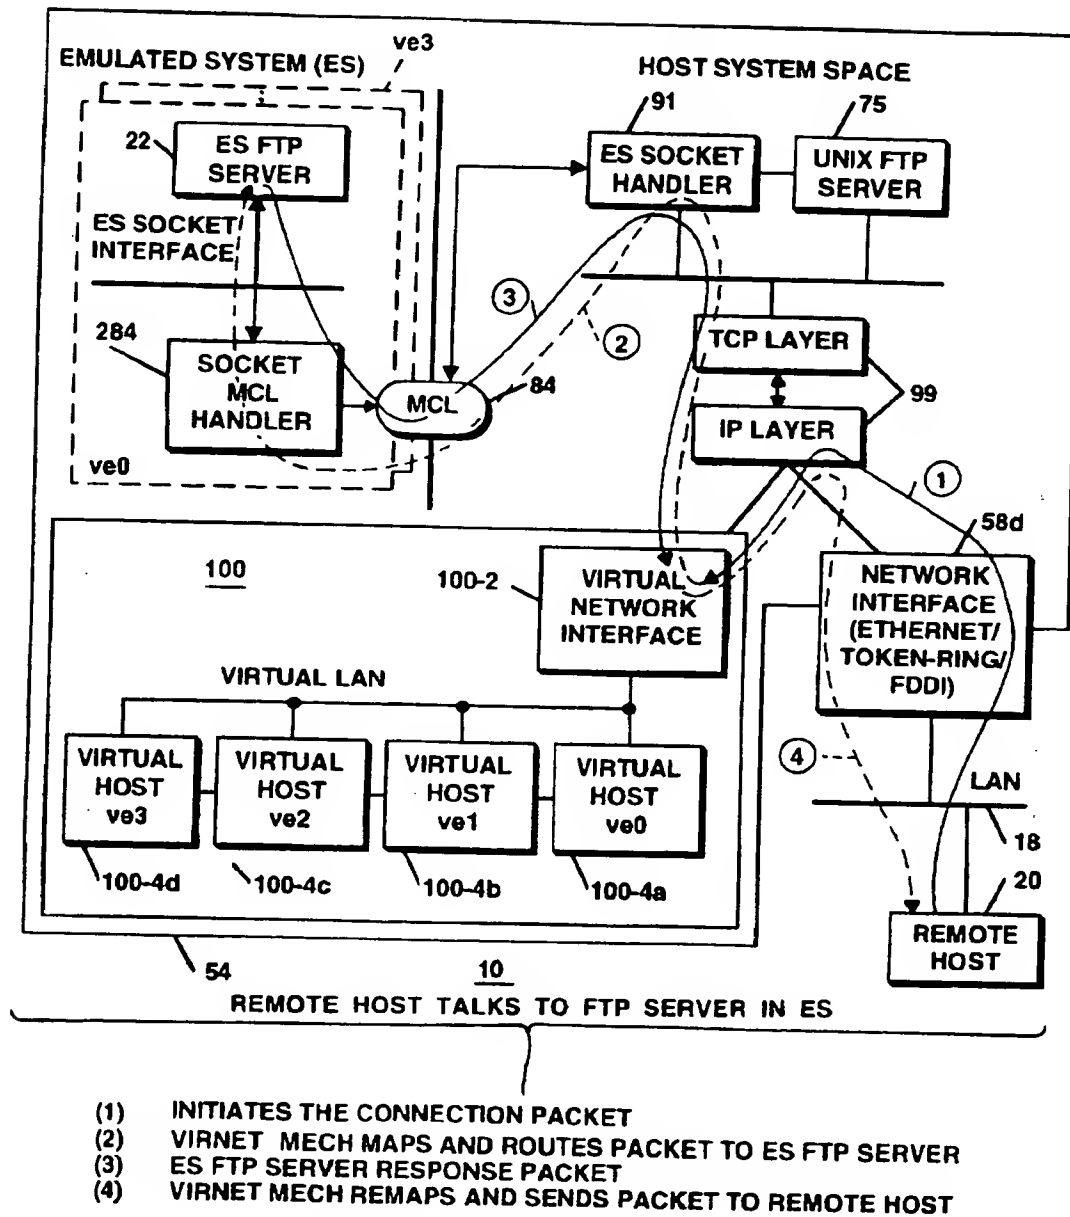 ve3
EMULATED SYSTEM (ES)
HOST SYSTEM SPACE
91
75
22
ES FTP
SERVER
ES SOCKET
HANDLER
UNIX FTP
SERVER
ES SOCKET
INTERFACE
3
2
284
SOCKET
MCL
HANDLER
MCL
84
TCP LAYER
99
IP LAYER
ve0
1
58d
100
100-2
VIRTUAL
NETWORK
INTERFACE
NETWORK
INTERFACE
(ETHERNET/
TOKEN-RING/
FDDI)
VIRTUAL LAN
VIRTUAL
HOST
ve3
VIRTUAL
HOST
ve2
VIRTUAL
HOST
ve1
VIRTUAL
HOST
ve0
4
LAN
18
100-4d
100-4c
100-4b
100-4a
20
REMOTE
HOST
54
10
REMOTE HOST TALKS TO FTP SERVER IN ES
(1) INITIATES THE CONNECTION PACKET
(2) VIRNET MECH MAPS AND ROUTES PACKET TO ES FTP SERVER
(3) ES FTP SERVER RESPONSE PACKET
(4) VIRNET MECH REMAPS AND SENDS PACKET TO REMOTE HOST